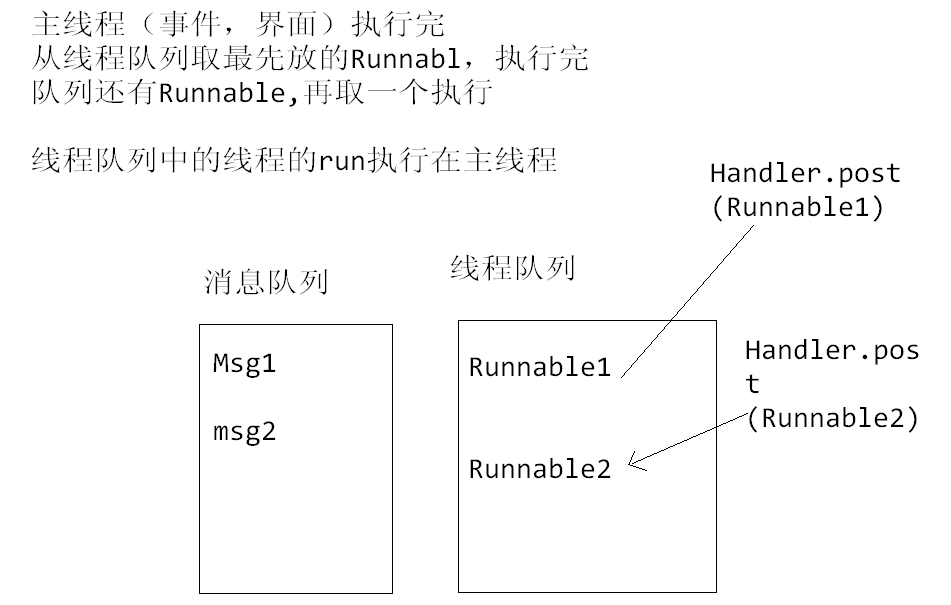 主线程（事件，界面）执行完
从线程队列取最先放的Runnabl，执行完
队列还有Runnable,再取一个执行
线程队列中的线程的run执行在主线程
Handler.post
(Runnable1)
消息队列
线程队列
Msg1
Runnable1
msg2
Handler.pos
t
(Runnable2)
Runnable2